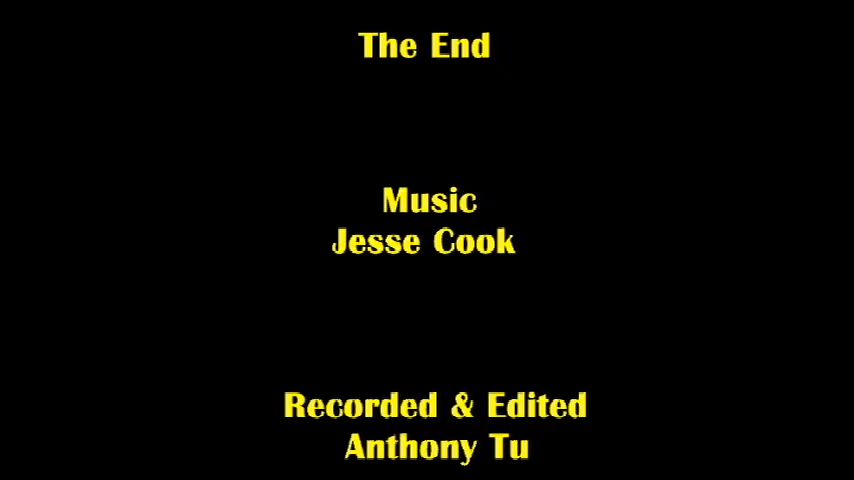 The End
Music
Jesse Cook
Recorded & Edited
Anthony Tu